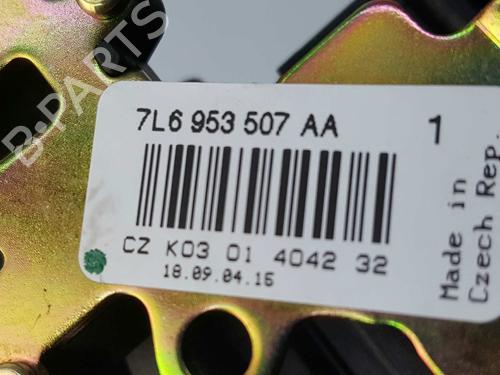 B-PARTS
7L6 953 507 AA 1
CZ K03 01 4042 32
18.09.04.15
Made in
Czech Rep.